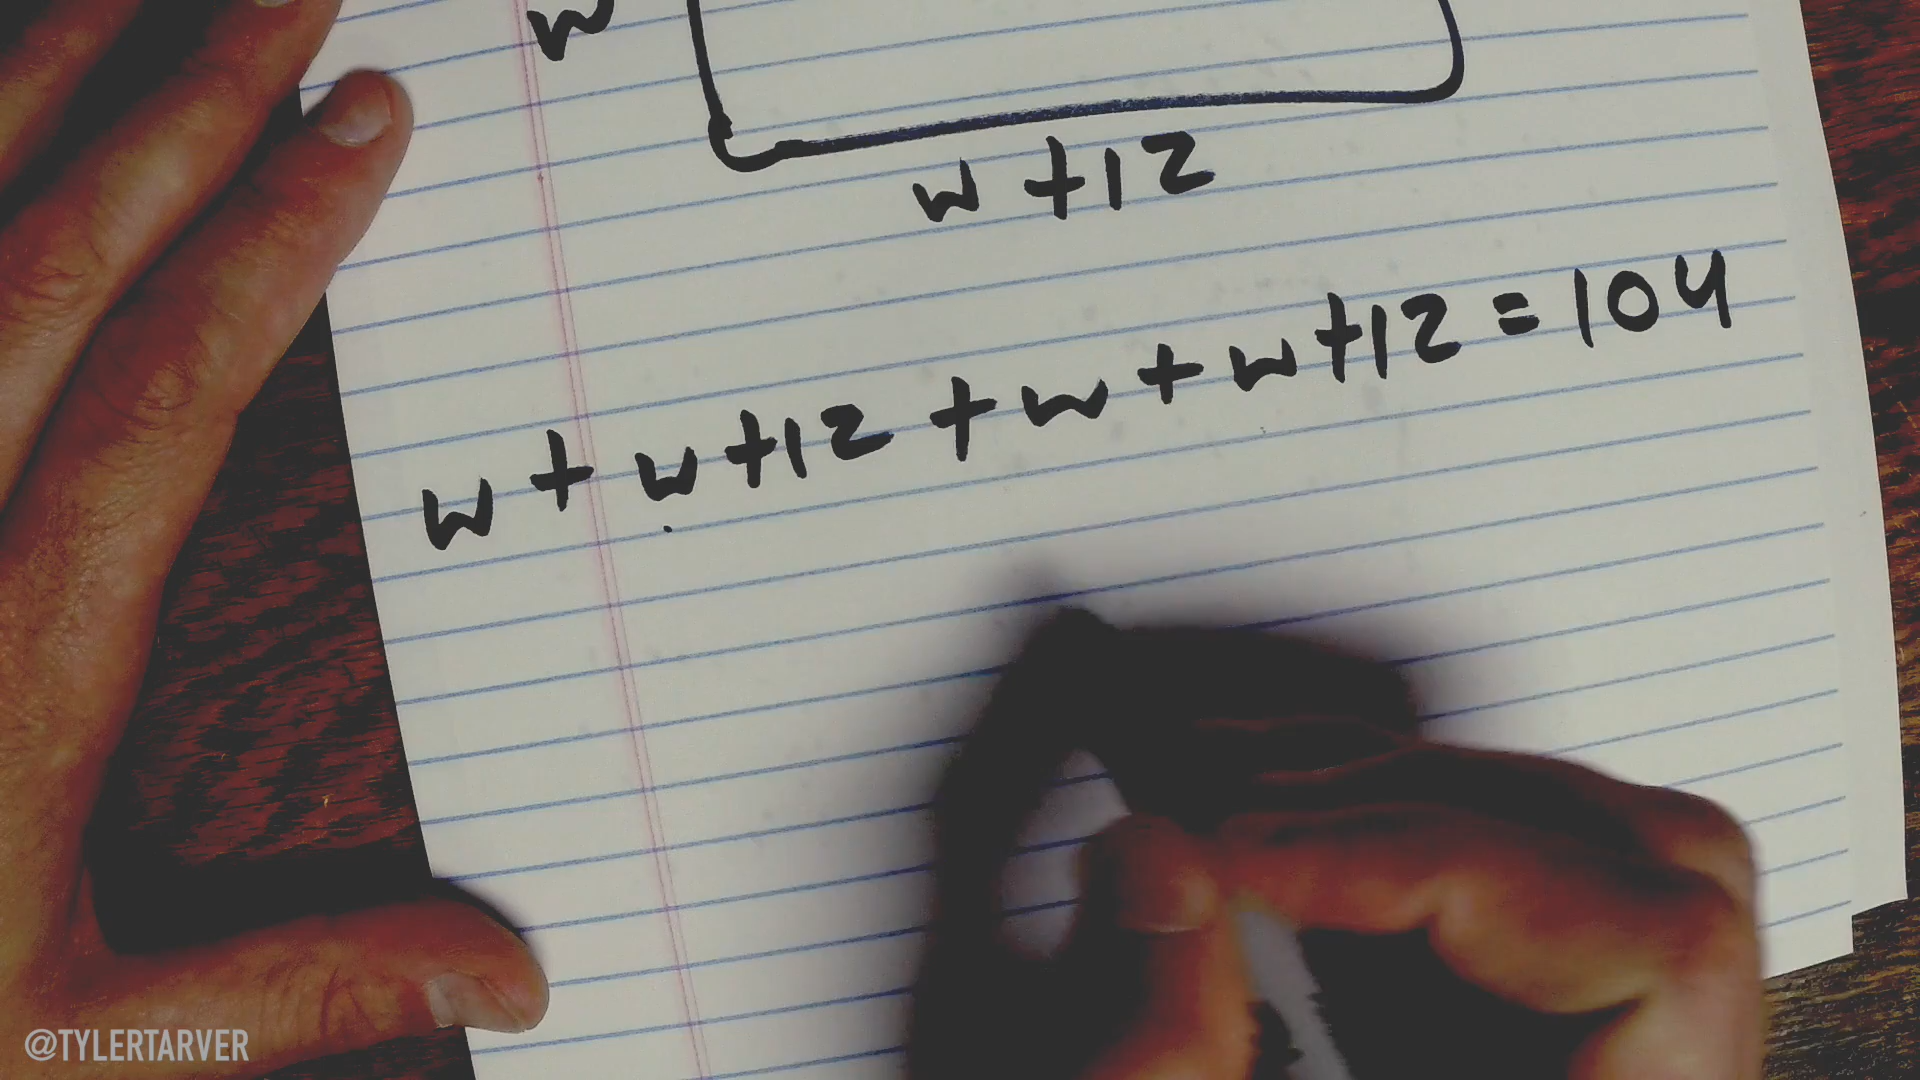 w
w+12
w + w+12 + w + w+12 = 104
@TYLERTARVER